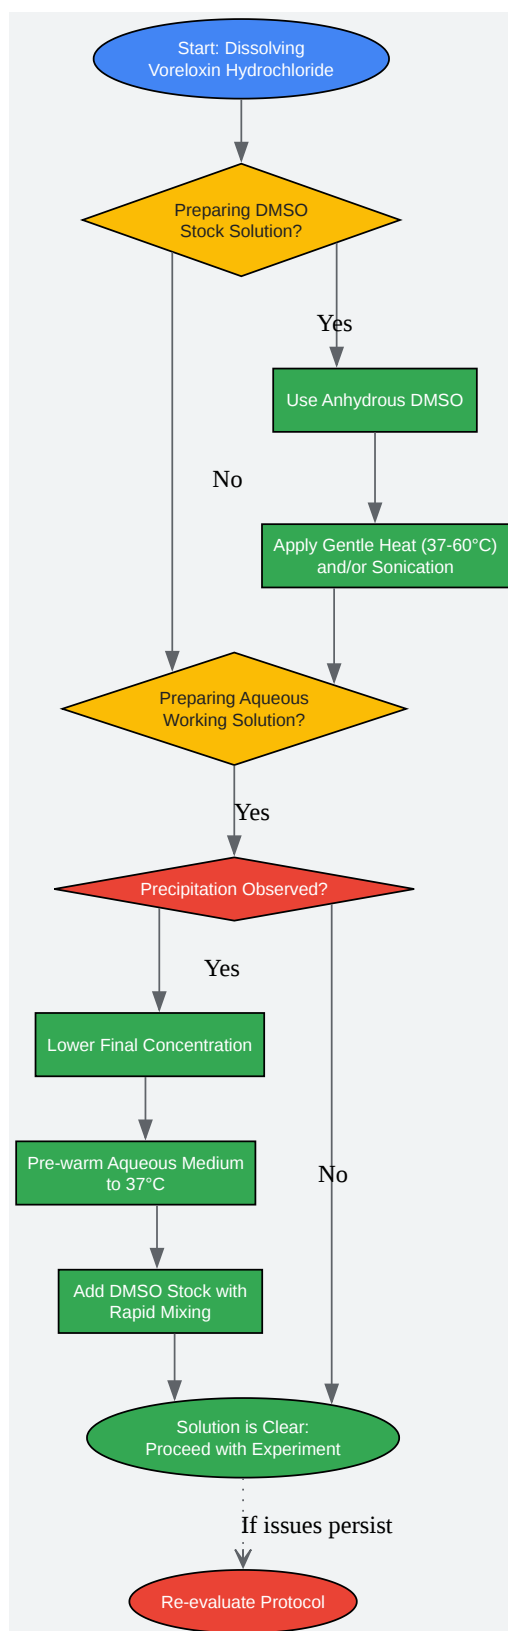 Start: Dissolving
Voreloxin Hydrochloride
Preparing DMSO
Stock Solution?
Yes
Use Anhydrous DMSO
No
Apply Gentle Heat (37-60°C)
and/or Sonication
Preparing Aqueous
Working Solution?
Yes
Precipitation Observed?
Yes
Lower Final Concentration
Pre-warm Aqueous Medium
to 37°C
No
Add DMSO Stock with
Rapid Mixing
Solution is Clear:
Proceed with Experiment
If issues persist
Re-evaluate Protocol